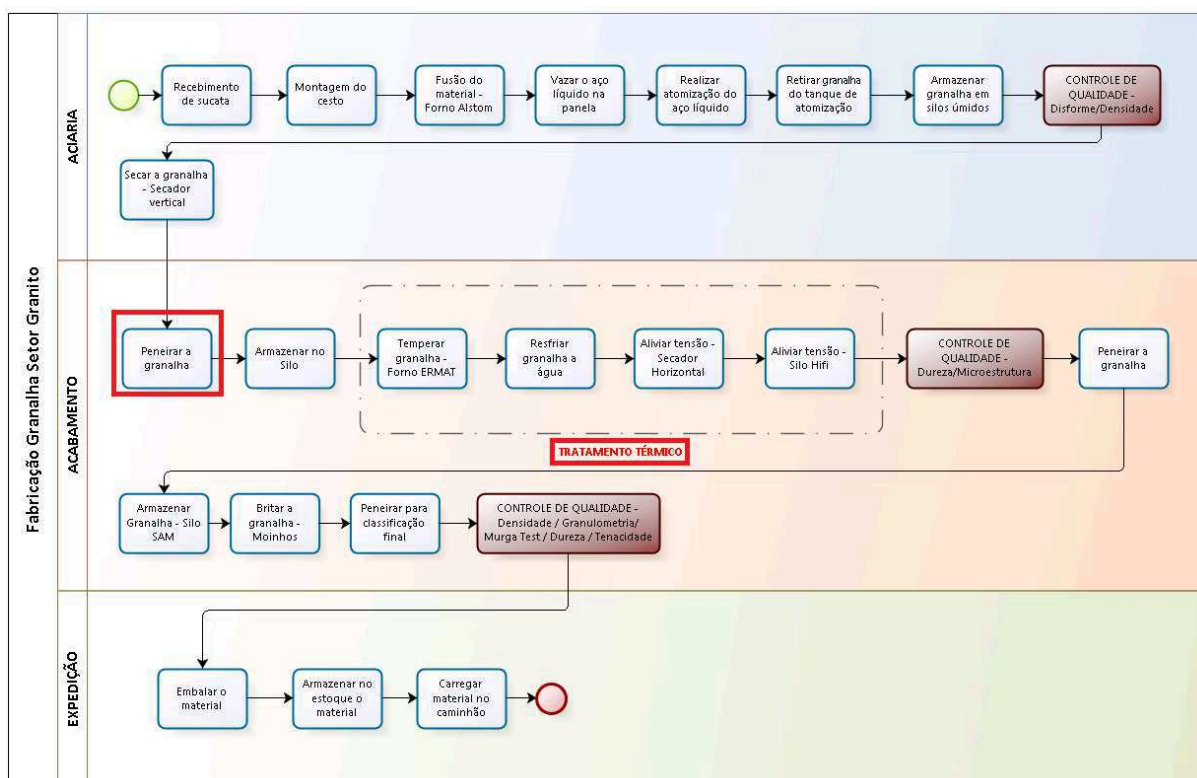 Fabricação Granalha Setor Granito
ACIARIA
Recebimento
de sucata
Montagem do
cesto
Fusão do
material -
Forno Alstom
Vazar o aço
líquido na
panela
Realizar
atomização do
aço líquido
Retirar granalha
do tanque de
atomização
Armazenar
granalha em
silos úmidos
CONTROLE DE
QUALIDADE -
Disforme/Densidade
Secar a granalha
- Secador
vertical
ACABAMENTO
Peneirar a
granalha
Armazenar no
Silo
Temperar
granalha -
Forno ERMAT
Resfriar
granalha a
água
Aliviar tensão -
Secador
Horizontal
Aliviar tensão -
Silo Hifi
CONTROLE DE
QUALIDADE -
Dureza/Microestrutura
Peneirar a
granalha
TRATAMENTO TÉRMICO
Armazenar
Granalha - Silo
SAM
Britar a
granalha -
Moinhos
Peneirar para
classificação
final
CONTROLE DE QUALIDADE -
Densidade / Granulometria/
Murga Test / Dureza / Tenacidade
EXPEDIÇÃO
Embalar o
material
Armazenar no
estoque o
material
Carregar
material no
caminhão